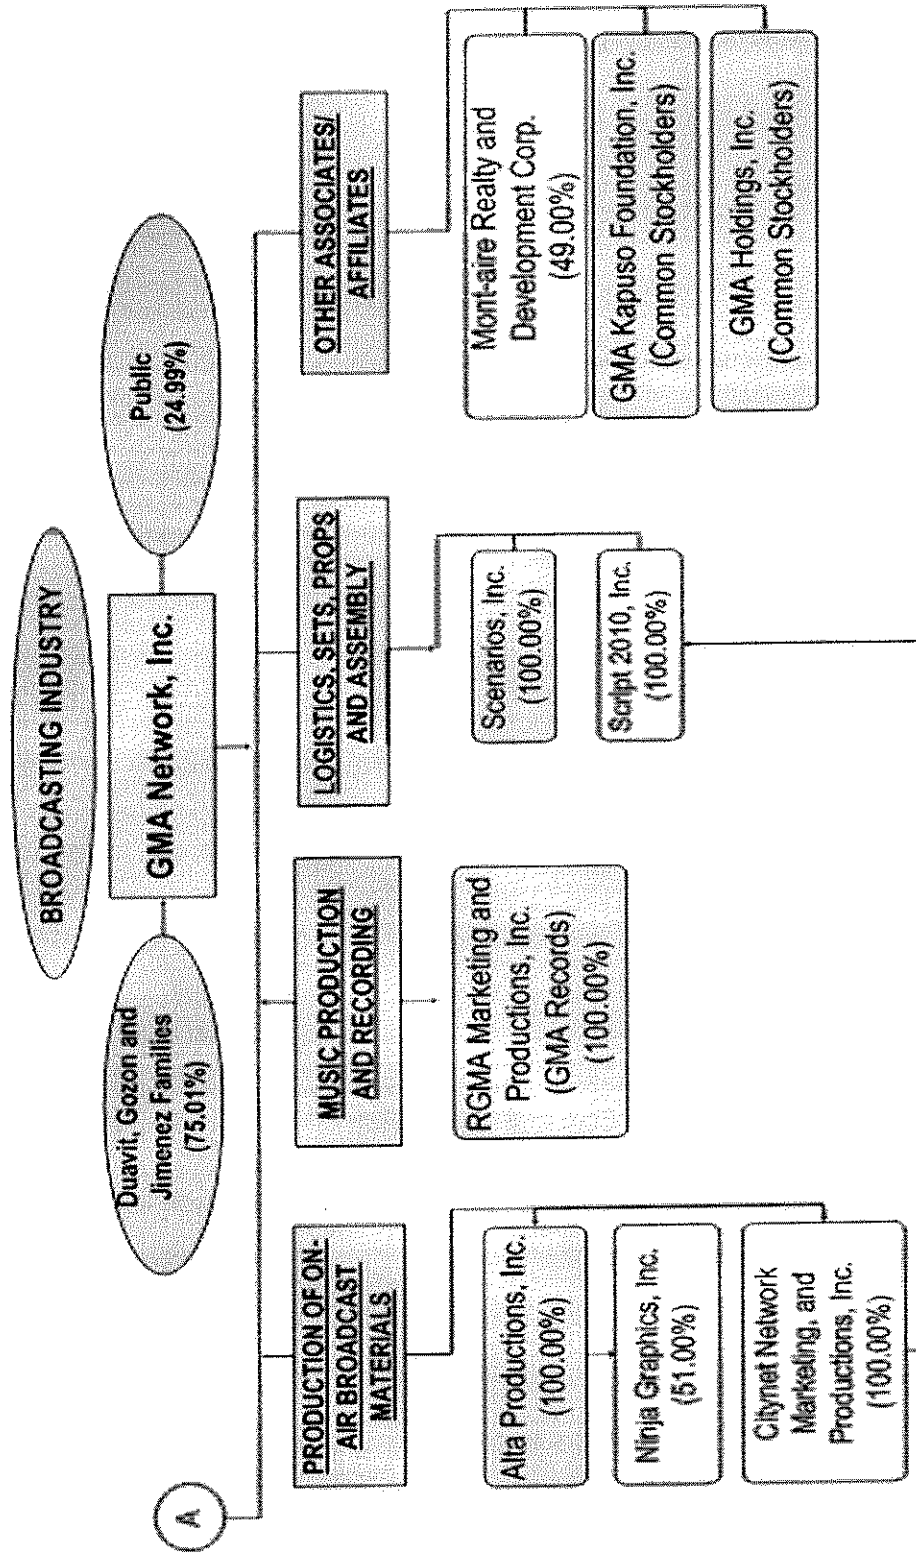 BROADCASTING INDUSTRY
Duavit, Gozon and
Jimenez Families
(75.01%)
GMA Network, Inc.
Public
(24.99%)
A
PRODUCTION OF ON-
AIR BROADCAST
MATERIALS
Alta Productions, Inc.
(100.00%)
Ninja Graphics, Inc.
(51.00%)
Citynet Network
Marketing, and
Productions, Inc.
(100.00%)
MUSIC PRODUCTION
AND RECORDING
RGMA Marketing and
Productions, Inc.
(GMA Records)
(100.00%)
LOGISTICS, SETS, PROPS
AND ASSEMBLY
Scenarios, Inc.
(100.00%)
Script 2010, Inc.
(100.00%)
OTHER ASSOCIATES/
AFFILIATES
Mont-aire Realty and
Development Corp.
(49.00%)
GMA Kapuso Foundation, Inc.
(Common Stockholders)
GMA Holdings, Inc.
(Common Stockholders)